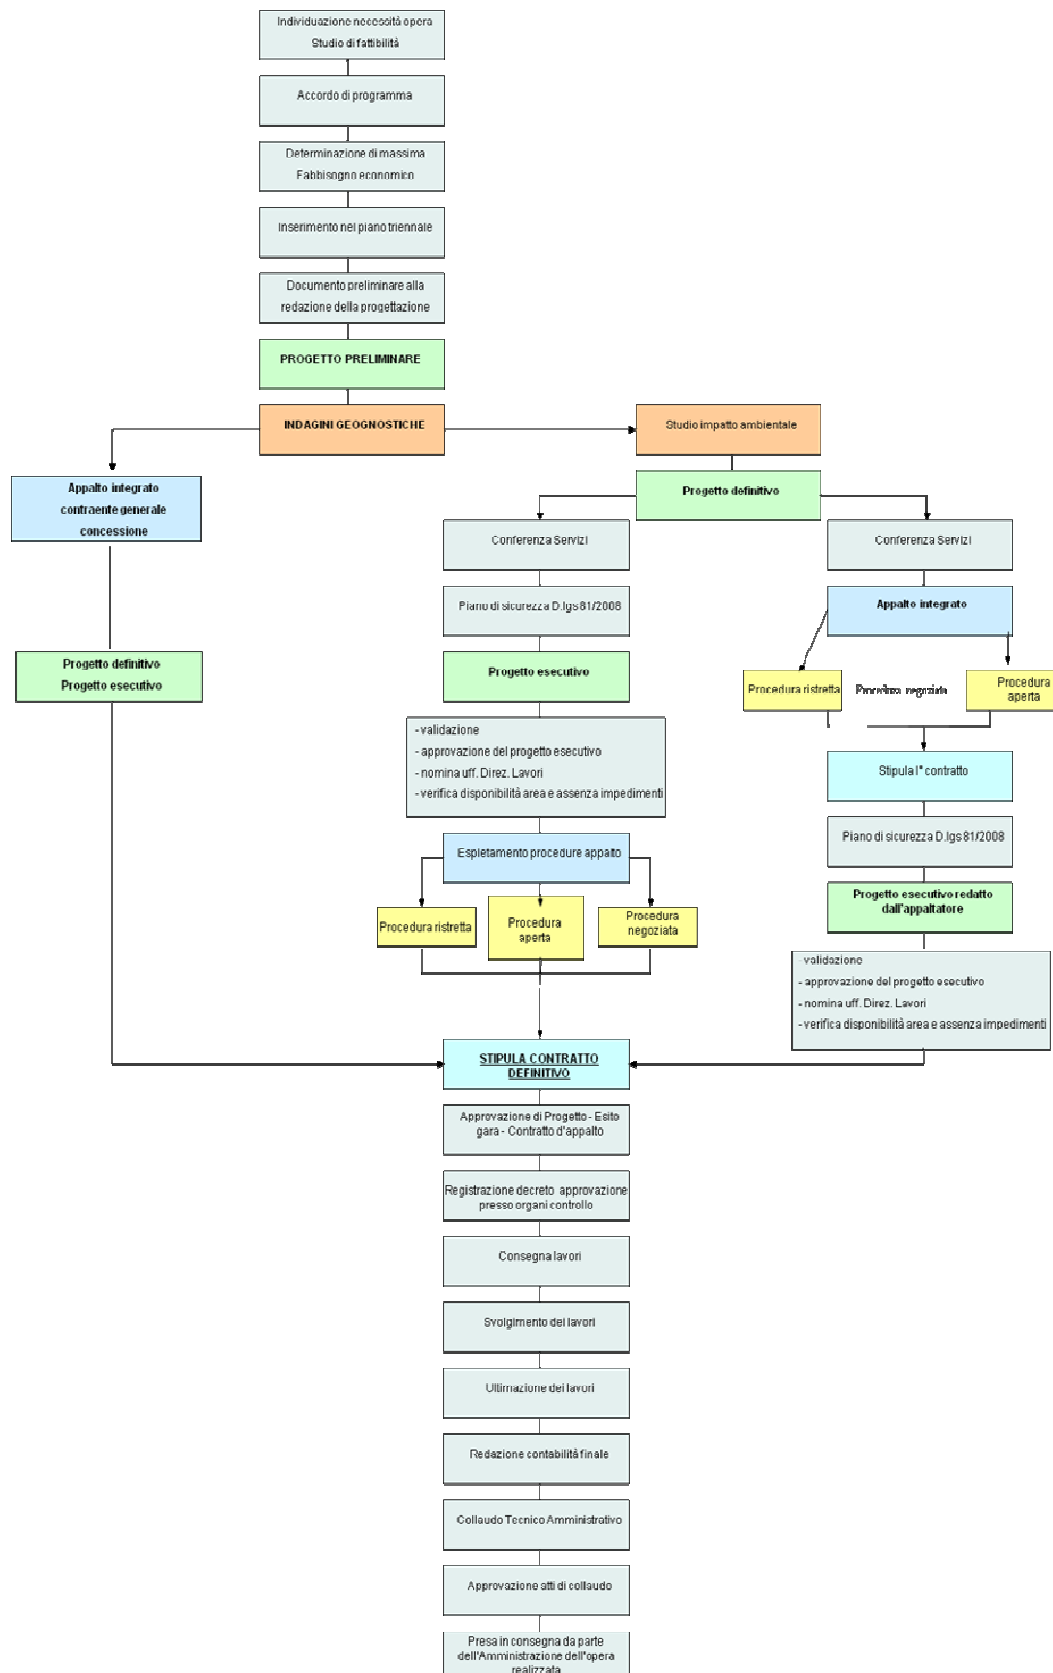 Individuazione necessità opera
Studio di fattibilità
Accordo di programma
Determinazione di massima
Fabbisogno economico
Inserimento nel piano triennale
Documento preliminare alla
redazione della progettazione
PROGETTO PRELIMINARE
INDAGINI GEOGNOSTICHE
Studio impatto ambientale
Appalto integrato
contraente generale
concessione
Progetto definitivo
Conferenza Servizi
Conferenza Servizi
Piano di sicurezza D.lgs 81/2008
Appalto integrato
Progetto definitivo
Progetto esecutivo
Progetto esecutivo
Procedura ristretta
Procedura negoziata
Procedura
aperta
- validazione
- approvazione del progetto esecutivo
- nomina uff. Direz. Lavori
- verifica disponibilità area e assenza impedimenti
Stipula I° contratto
Piano di sicurezza D.lgs 81/2008
Espletamento procedure appalto
Progetto esecutivo redatto
dall'appaltatore
Procedura ristretta
Procedura
aperta
Procedura
negoziata
- validazione
- approvazione del progetto esecutivo
- nomina uff. Direz. Lavori
- verifica disponibilità area e assenza impedimenti
STIPULA CONTRATTO
DEFINITIVO
Approvazione di Progetto - Esito
gara - Contratto d'appalto
Registrazione decreto approvazione
presso organi controllo
Consegna lavori
Svolgimento dei lavori
Ultimazione dei lavori
Redazione contabilità finale
Collaudo Tecnico Amministrativo
Approvazione atti di collaudo
Presa in consegna da parte
dell'Amministrazione dell'opera
realizzata